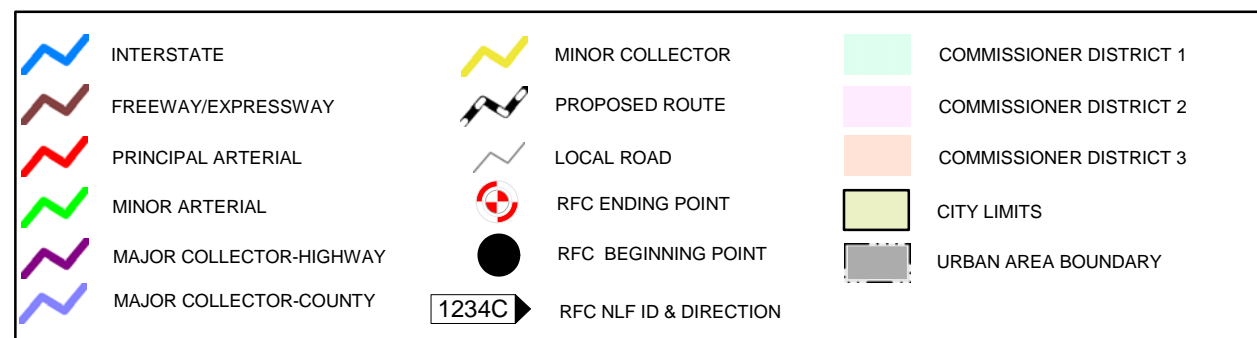 INTERSTATE
FREEWAY/EXPRESSWAY
PRINCIPAL ARTERIAL
MINOR ARTERIAL
MAJOR COLLECTOR-HIGHWAY
MAJOR COLLECTOR-COUNTY
MINOR COLLECTOR
PROPOSED ROUTE
LOCAL ROAD
RFC ENDING POINT
RFC BEGINNING POINT
1234C RFC NLF ID & DIRECTION
COMMISSIONER DISTRICT 1
COMMISSIONER DISTRICT 2
COMMISSIONER DISTRICT 3
CITY LIMITS
URBAN AREA BOUNDARY